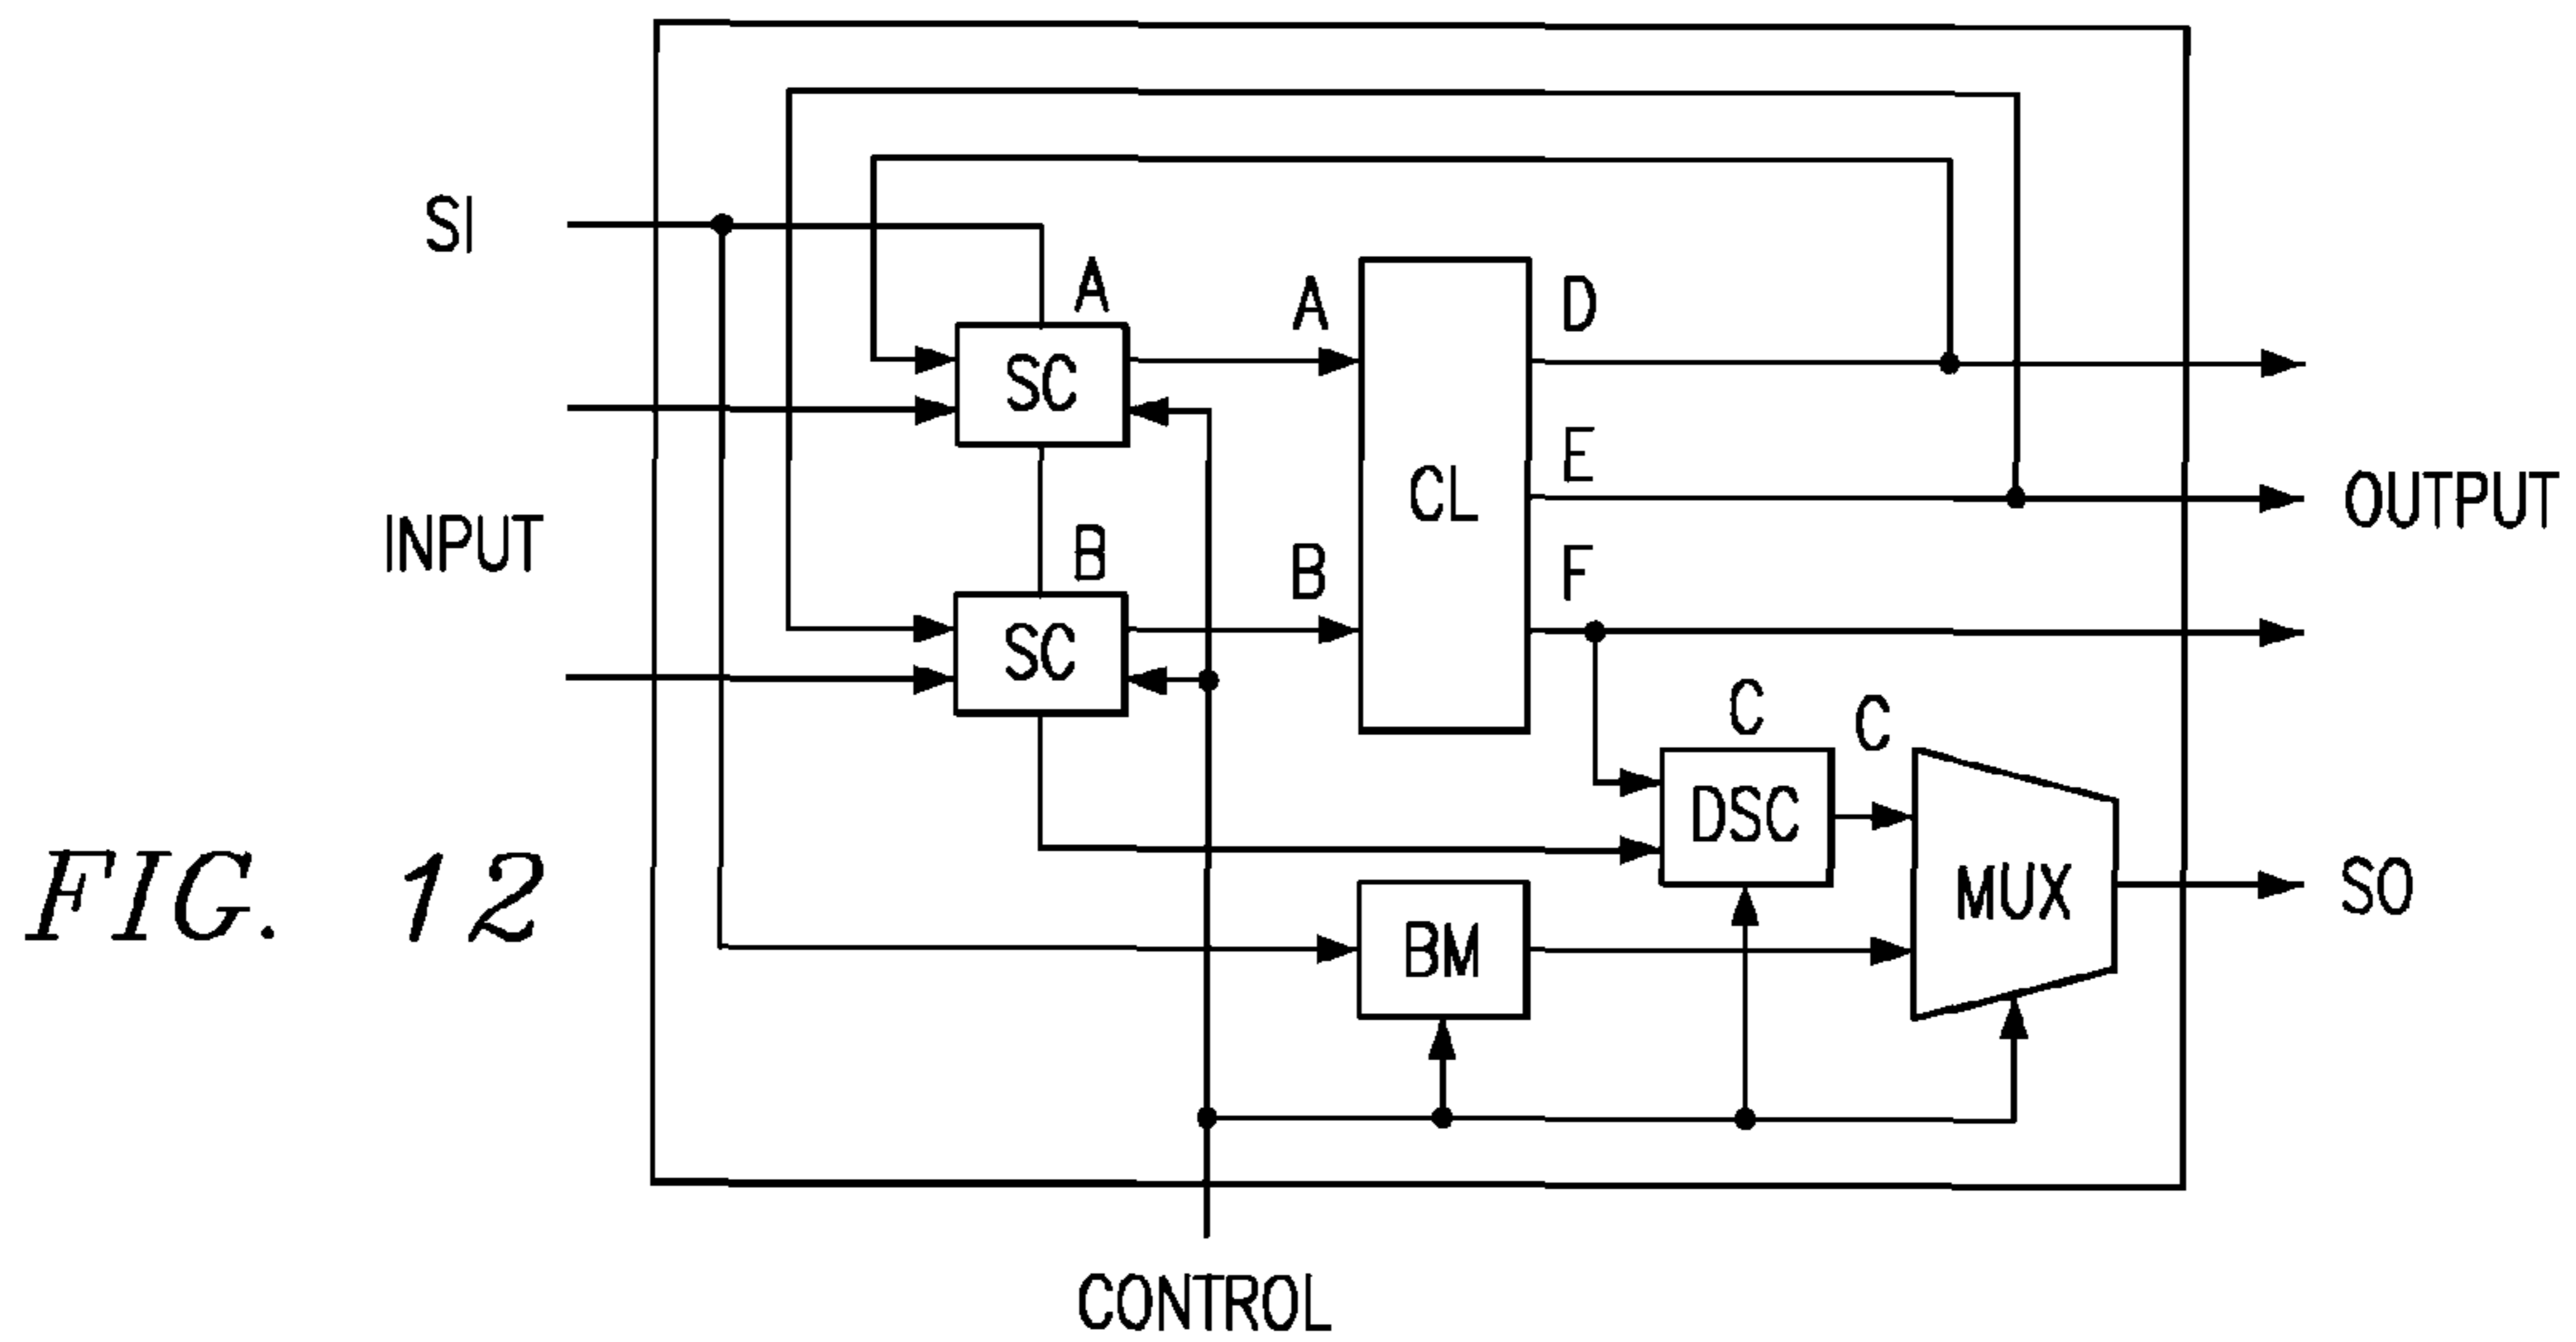 SI
A
A
D
SC
E
CL
OUTPUT
INPUT
B
B
F
SC
C
C
DSC
MUX
SO
FIG. 12
BM
CONTROL